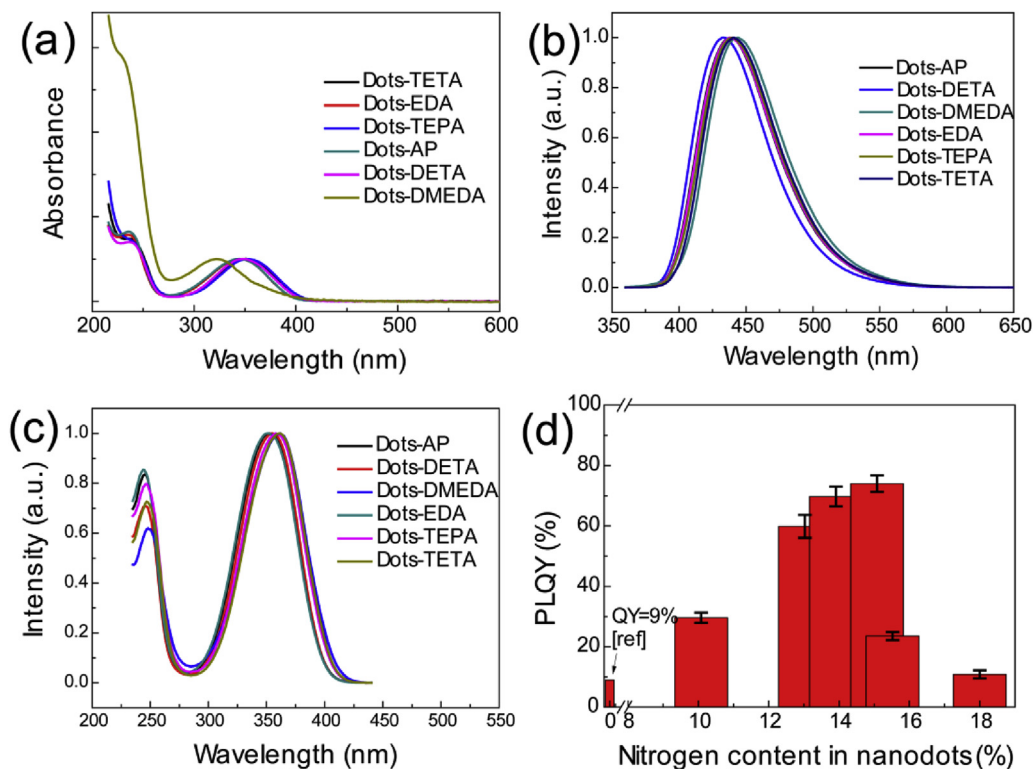 (a)
Absorbance
Dots-TETA
Dots-EDA
Dots-TEPA
Dots-AP
Dots-DETA
Dots-DMEDA
200 300 400 500 600
Wavelength (nm)
(b)
Intensity (a.u.)
1.0
0.8
0.6
0.4
0.2
0.0
Dots-AP
Dots-DETA
Dots-DMEDA
Dots-EDA
Dots-TEPA
Dots-TETA
350 400 450 500 550 600 650
Wavelength (nm)
(c)
Intensity (a.u.)
1.0
0.8
0.6
0.4
0.2
0.0
Dots-AP
Dots-DETA
Dots-DMEDA
Dots-EDA
Dots-TEPA
Dots-TETA
200 250 300 350 400 450 500 550
Wavelength (nm)
(d)
PLQY (%)
100
80
60
40
20
0
QY=9%
[ref]
0 8 10 12 14 16 18
Nitrogen content in nanodots(%)